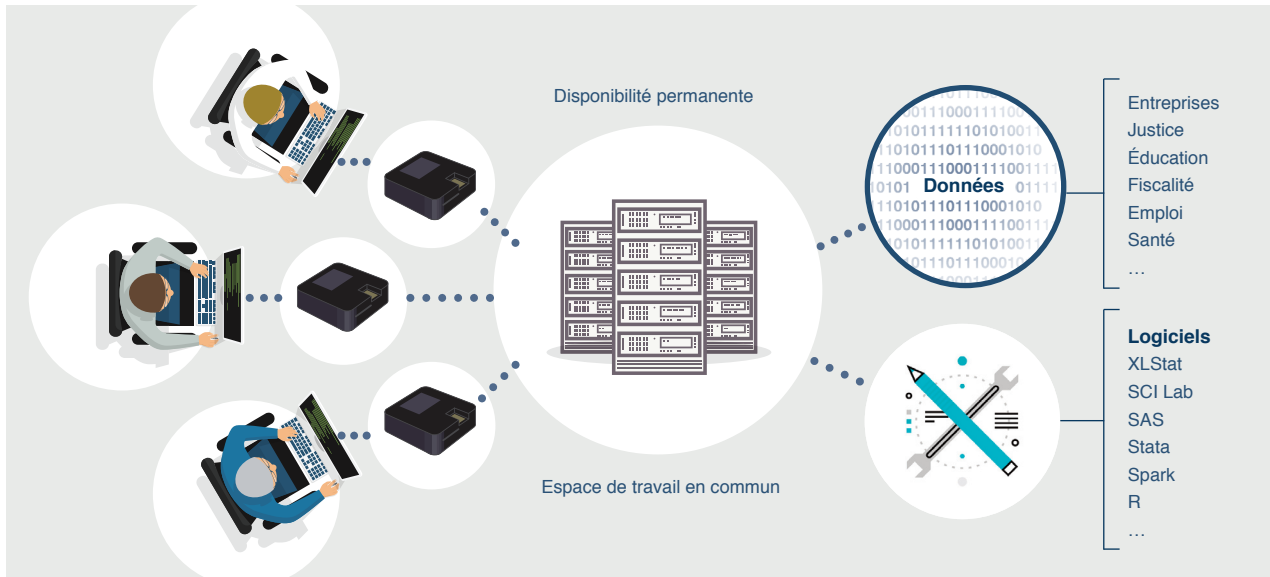 Disponibilité permanente
Données
Entreprises
Justice
Éducation
Fiscalité
Emploi
Santé
…
Espace de travail en commun
Logiciels
XLStat
SCI Lab
SAS
Stata
Spark
R
…